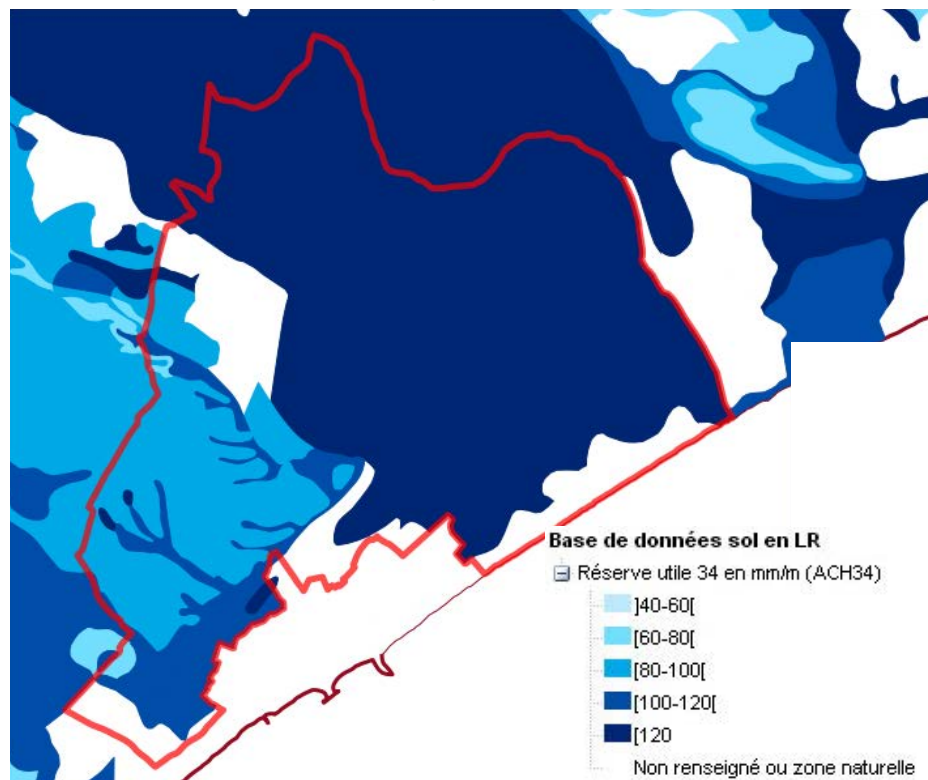 Base de données sol en LR
Réserve utile 34 en mm/m (ACH34)
]40-60[
[60-80[
[80-100[
[100-120[
[120
Non renseigné ou zone naturelle